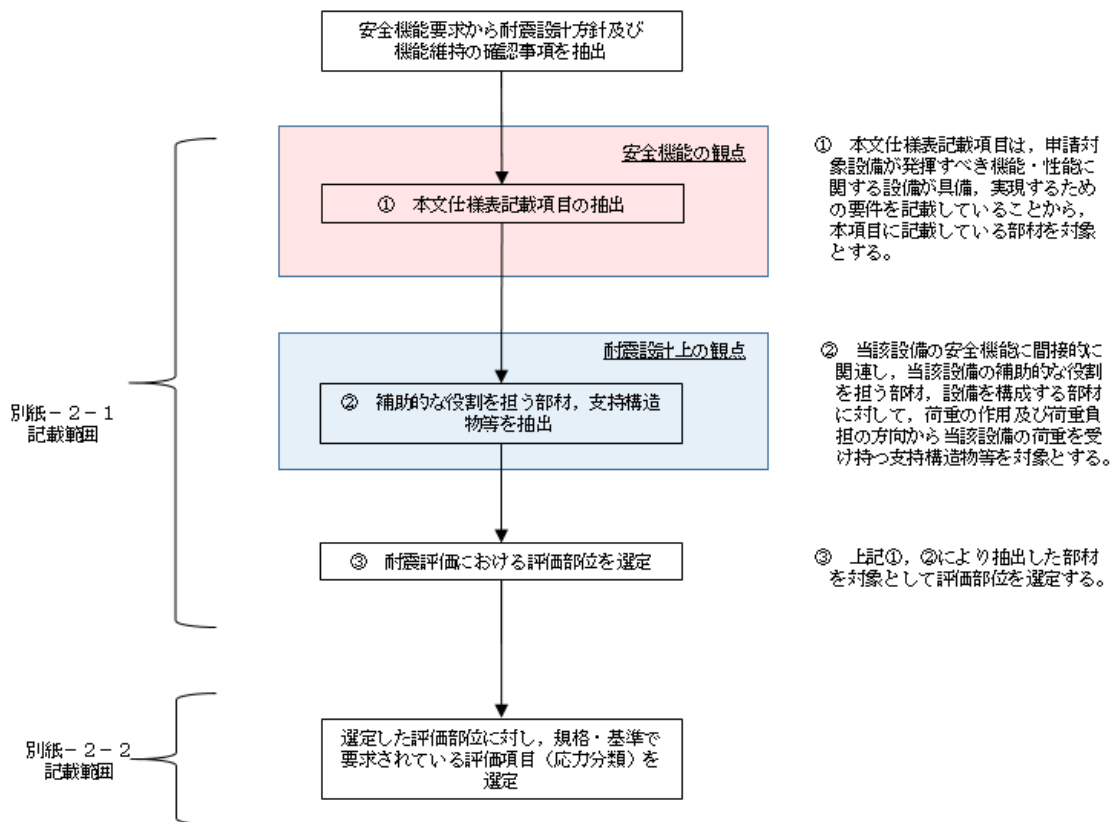 安全機能要求から耐震設計方針及び
機能維持の確認事項を抽出
安全機能の観点
① 本文仕様表記載項目の抽出
① 本文仕様表記載項目は，申請対
象設備が発揮すべき機能・性能に
関する設備が具備，実現するため
の要件を記載していることから，
本項目に記載している部材を対象
とする。
耐震設計上の観点
② 補助的な役割を担う部材，支持構造
物等を抽出
② 当該設備の安全機能に間接的に
関連し，当該設備の補助的な役割
を担う部材，設備を構成する部材
に対して，荷重の作用及び荷重負
担の方向から当該設備の荷重を受
け持つ支持構造物等を対象とする。
別紙－２－１
記載範囲
③ 耐震評価における評価部位を選定
③ 上記①，②により抽出した部材
を対象として評価部位を選定する。
別紙－２－２
記載範囲
選定した評価部位に対し，規格・基準で
要求されている評価項目（応力分類）を
選定